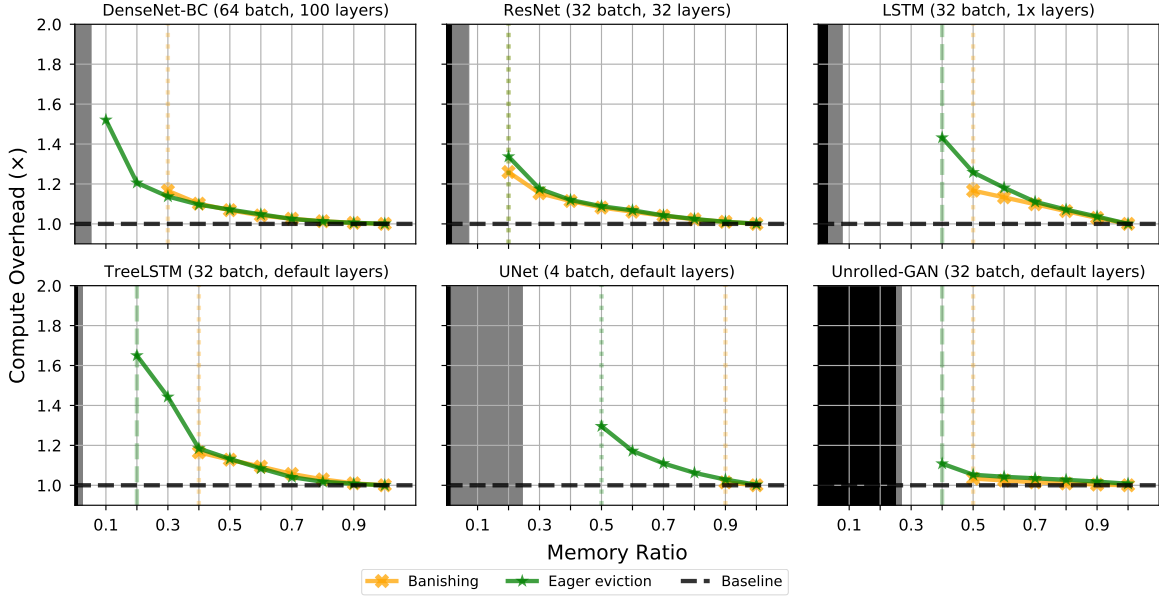 DenseNet-BC (64 batch, 100 layers)
ResNet (32 batch, 32 layers)
LSTM (32 batch, 1x layers)
2.0
1.8
1.6
1.4
1.2
1.0
TreeLSTM (32 batch, default layers)
UNet (4 batch, default layers)
Unrolled-GAN (32 batch, default layers)
2.0
1.8
1.6
1.4
1.2
1.0
Compute Overhead (×)
0.1 0.3 0.5 0.7 0.9
0.1 0.3 0.5 0.7 0.9
0.1 0.3 0.5 0.7 0.9
Memory Ratio
Banishing Eager eviction Baseline